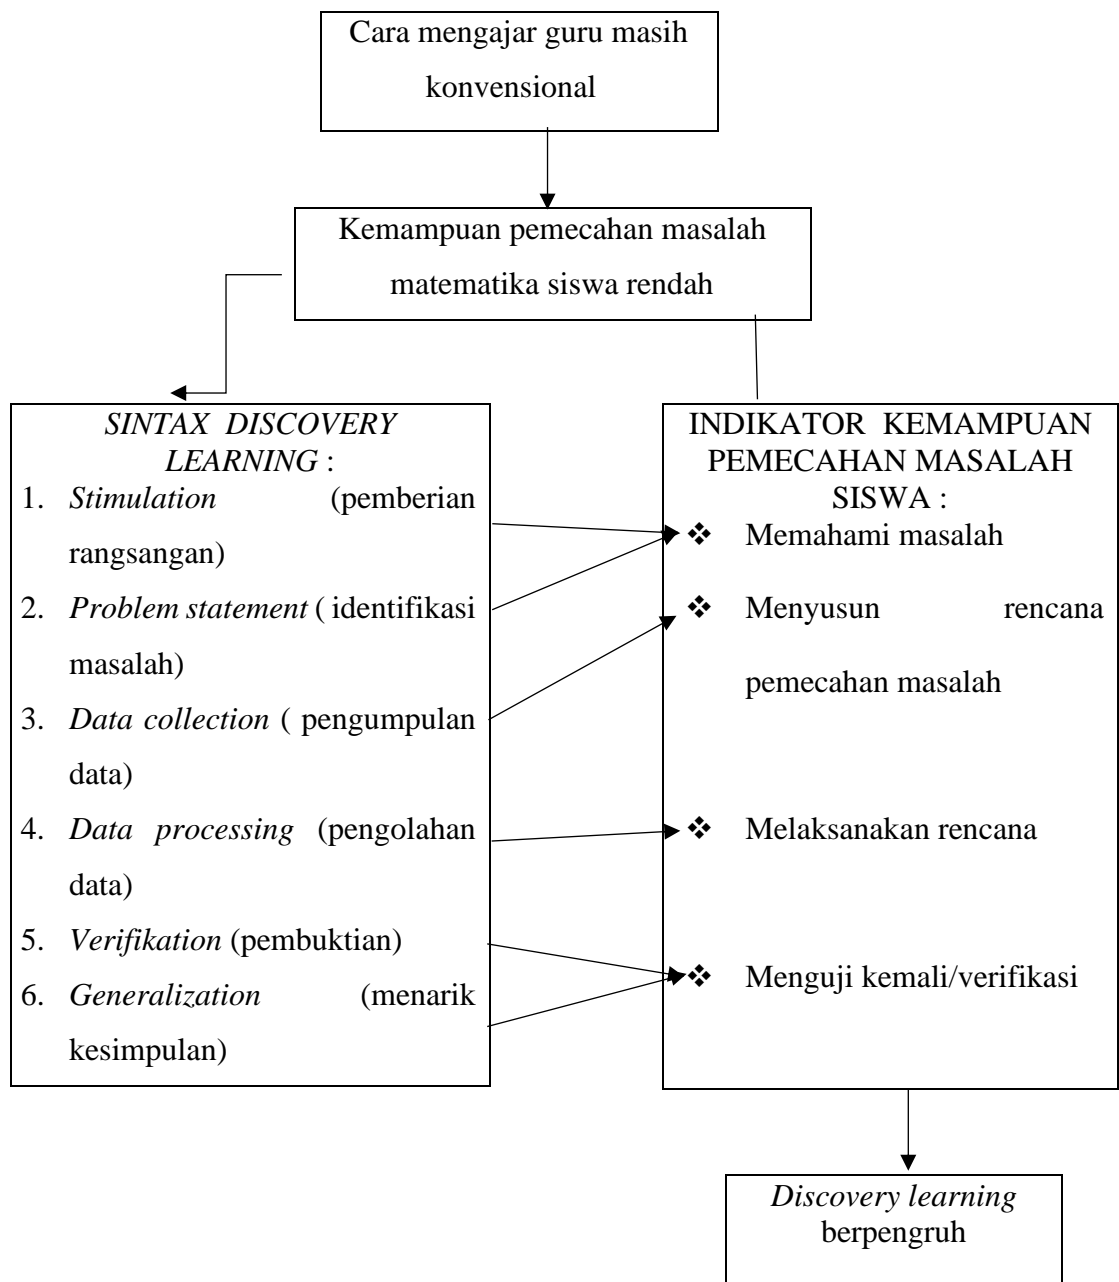 Cara mengajar guru masih
konvensional
Kemampuan pemecahan masalah
matematika siswa rendah
SINTAX DISCOVERY
LEARNING :
1. Stimulation (pemberian
rangsangan)
2. Problem statement ( identifikasi
masalah)
3. Data collection ( pengumpulan
data)
4. Data processing (pengolahan
data)
5. Verifikation (pembuktian)
6. Generalization (menarik
kesimpulan)
INDIKATOR KEMAMPUAN
PEMECAHAN MASALAH
SISWA :
❖ Memahami masalah
❖ Menyusun rencana
pemecahan masalah
❖ Melaksanakan rencana
❖ Menguji kemali/verifikasi
Discovery learning
berpengruh